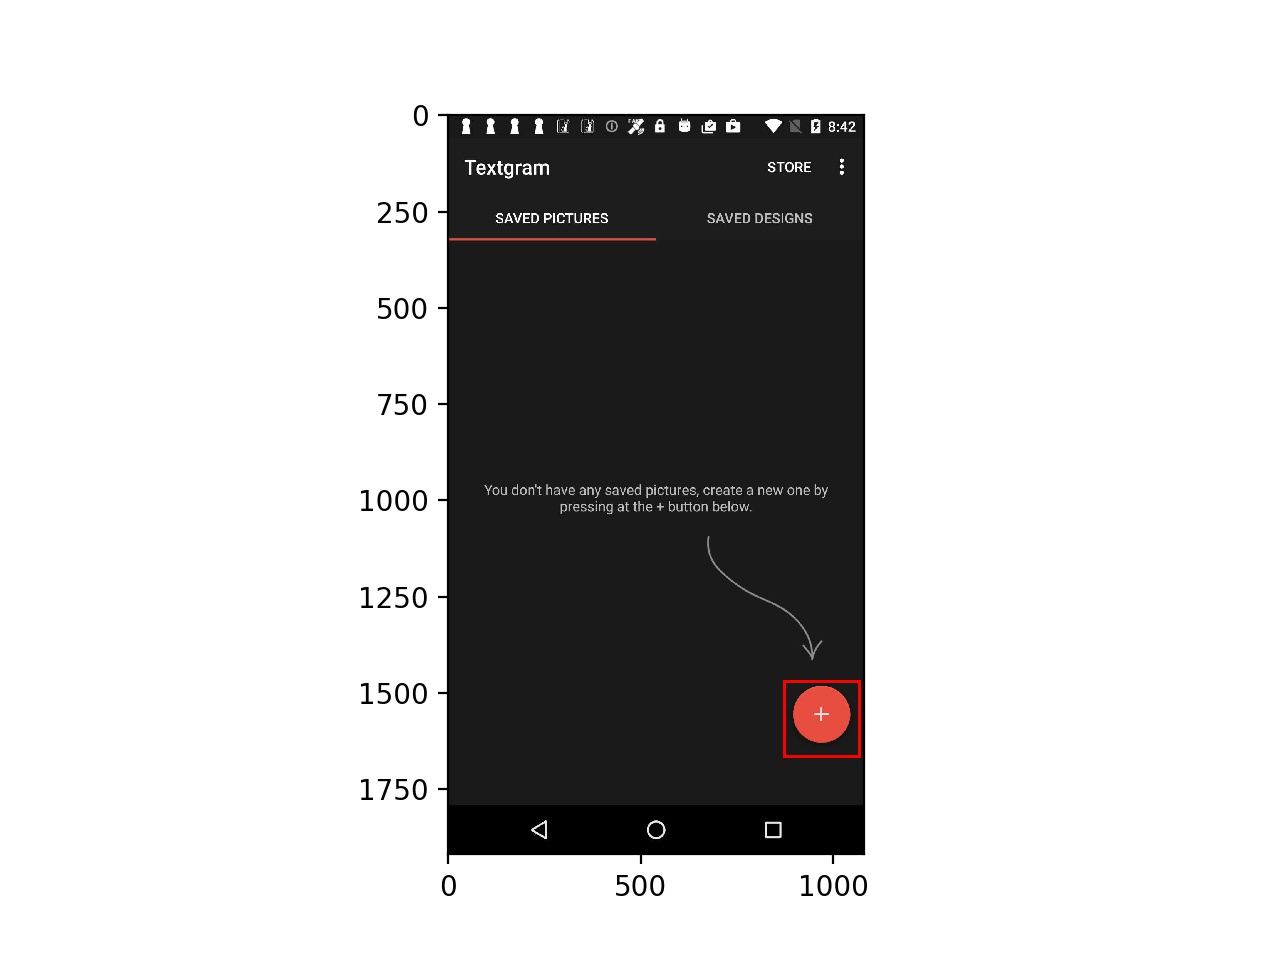 0
8:42
Textgram
STORE
250
SAVED PICTURES
SAVED DESIGNS
500
750
You don't have any saved pictures, create a new one by
1000
pressing at the + button below.
1250
1500
+
1750
0
500
1000